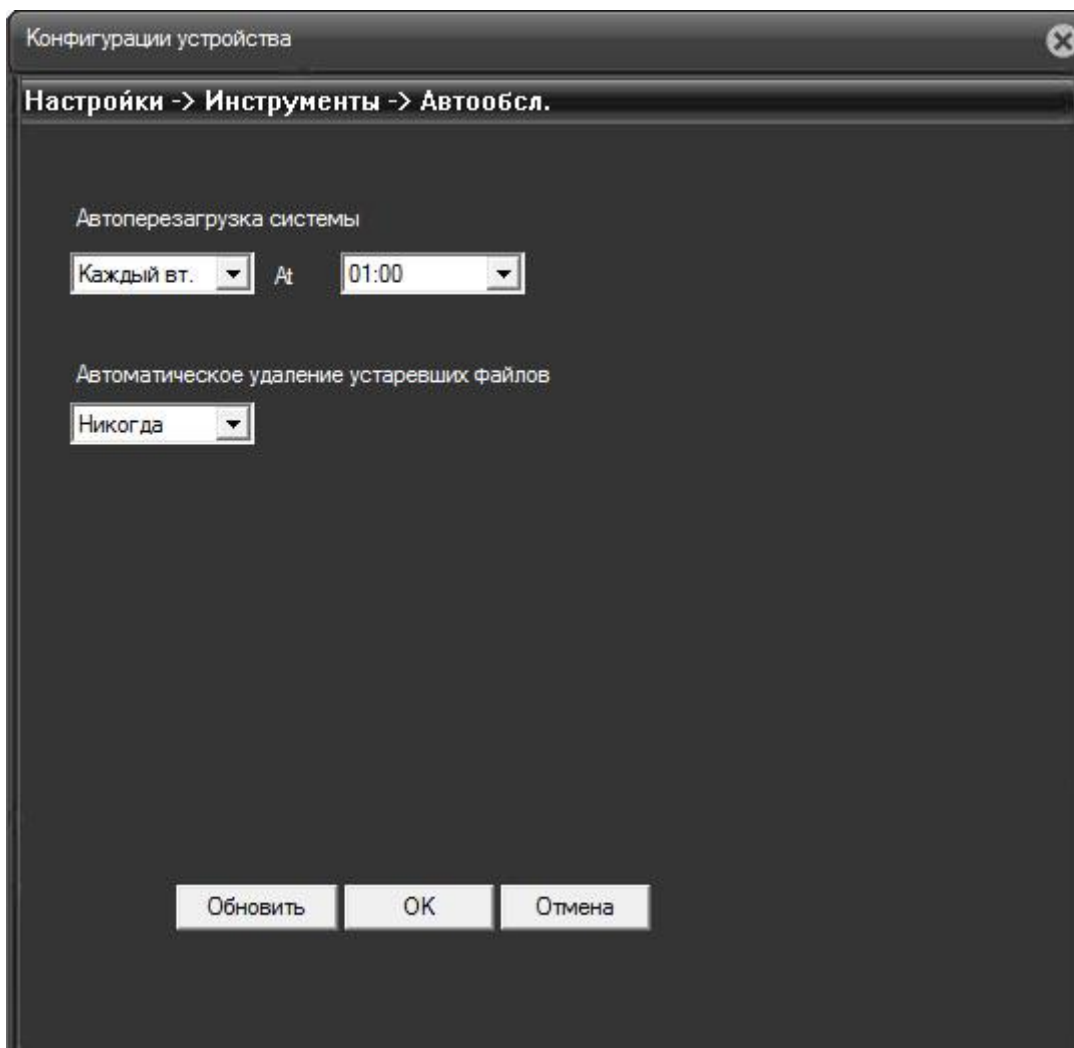 Конфигурации устройства
Настройки -> Инструменты -> Автообсл.
Автоперезагрузка системы
Каждый вт. At 01:00
Автоматическое удаление устаревших файлов
Никогда
Обновить OK Отмена